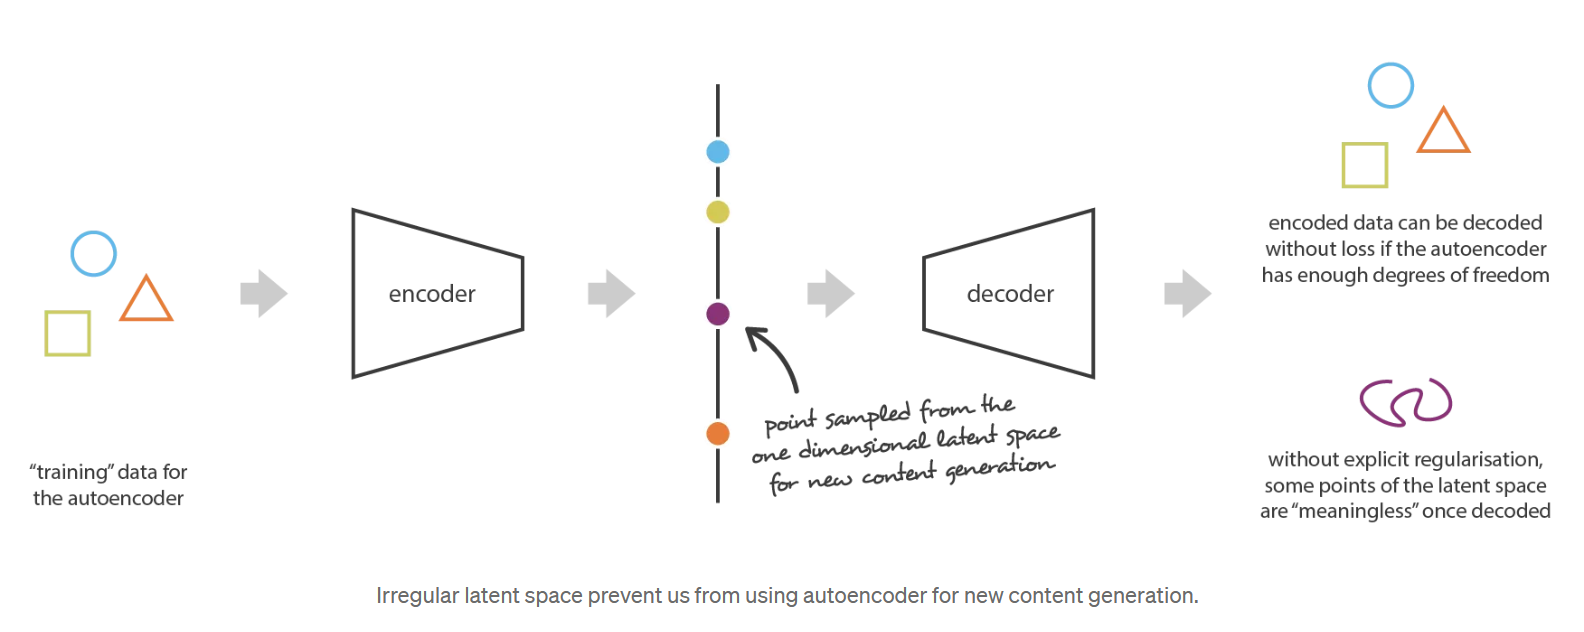 encoded data can be decoded
without loss if the autoencoder
has enough degrees of freedom
encoder
decoder
point sampled from the
one dimensional latent space
for new content generation
"training" data for
the autoencoder
without explicit regularisation,
some points of the latent space
are "meaningless" once decoded
Irregular latent space prevent us from using autoencoder for new content generation.